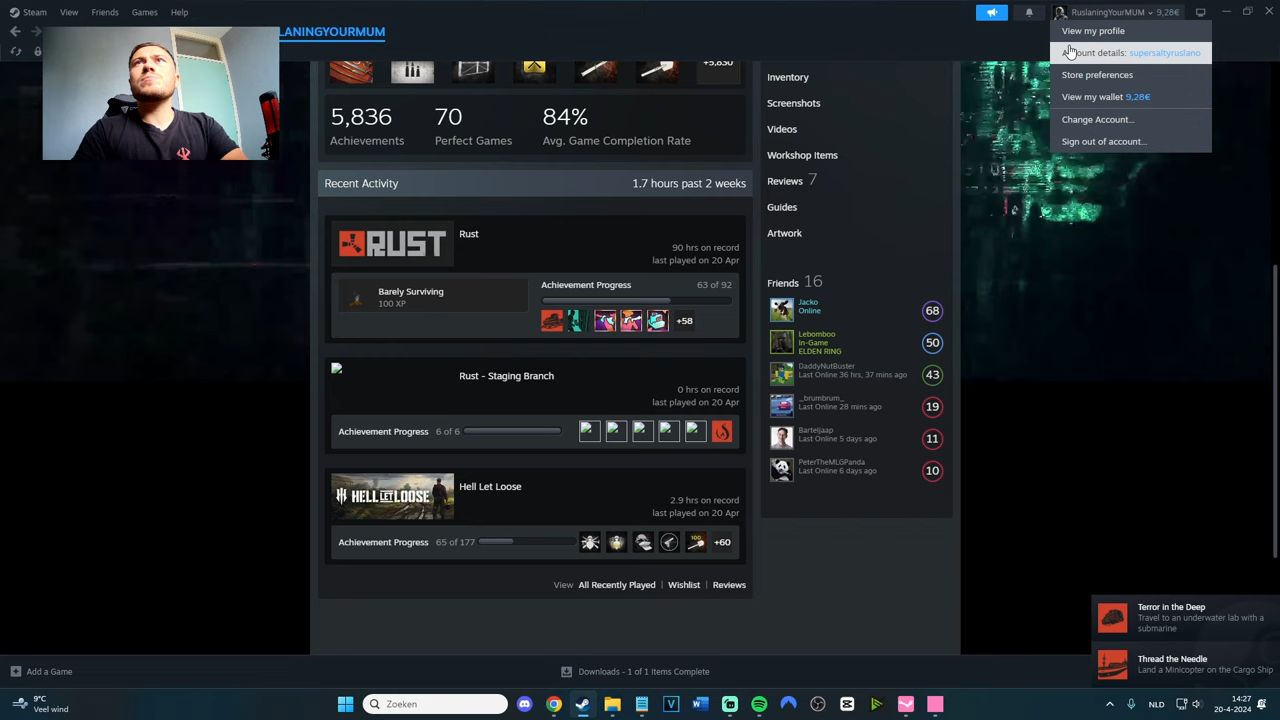 Steam View Friends Games Help
RuslaningYourMUM 9,28€
View my profile
Account details: supersaltyruslano
Store preferences
View my wallet 9,28€
Change Account...
Sign out of account...
LANINGYOURMUM
+5,830
5,836
Achievements
70
Perfect Games
84%
Avg. Game Completion Rate
Recent Activity
1.7 hours past 2 weeks
RUST
Rust
90 hrs on record
last played on 20 Apr
Barely Surviving
100 XP
Achievement Progress 63 of 92
+58
Rust - Staging Branch
0 hrs on record
last played on 20 Apr
Achievement Progress 6 of 6
HELL LET LOOSE
Hell Let Loose
2.9 hrs on record
last played on 20 Apr
Achievement Progress 65 of 177
100
+60
View All Recently Played | Wishlist | Reviews
Inventory
Screenshots
Videos
Workshop Items
Reviews 7
Guides
Artwork
Friends 16
Jacko
Online
68
Lebomboo
In-Game
ELDEN RING
50
DaddyNutBuster
Last Online 36 hrs, 37 mins ago
43
_brumbrum_
Last Online 28 mins ago
19
Barteljaap
Last Online 5 days ago
11
PeterTheMLGPanda
Last Online 6 days ago
10
Terror in the Deep
Travel to an underwater lab with a
submarine
Thread the Needle
Land a Minicopter on the Cargo Ship
Add a Game
Downloads - 1 of 1 Items Complete
9°C
Veel wind
Zoeken
NLD
14:27
20-4-2024